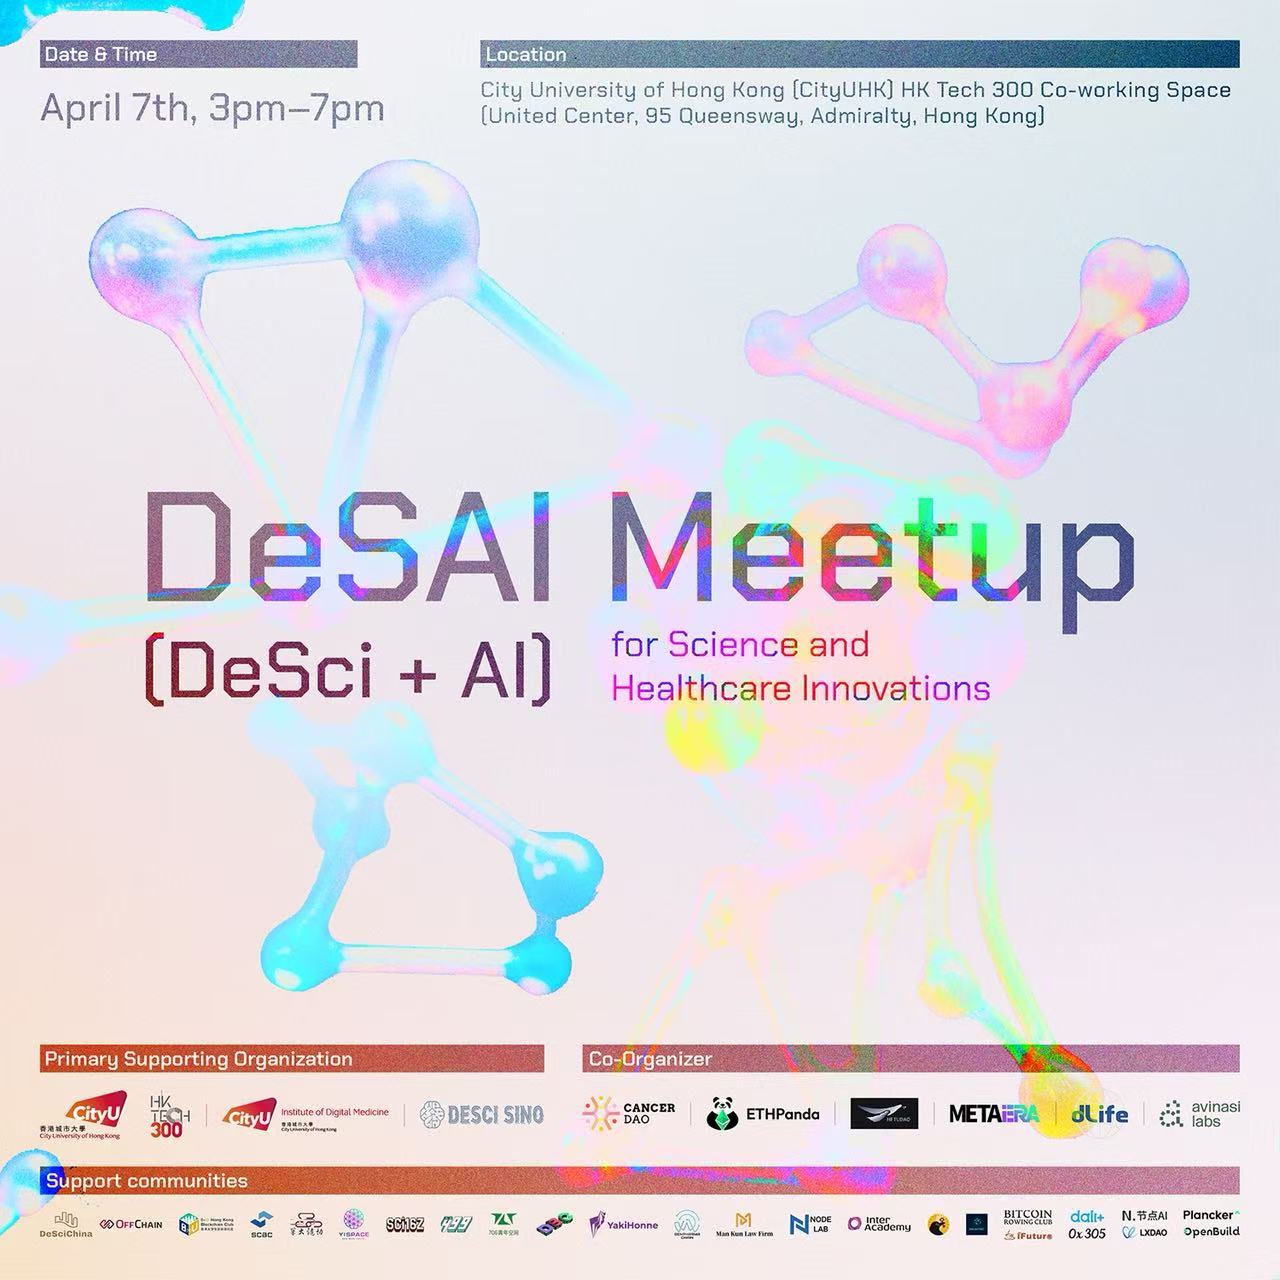 Date & Time
April 7th, 3pm–7pm
Location
City University of Hong Kong (CityUHK) HK Tech 300 Co-working Space
(United Center, 95 Queensway, Admiralty, Hong Kong)
DeSAI Meetup
(DeSci + AI)
for Science and
Healthcare Innovations
Primary Supporting Organization
CityU
香港城市大學
City University of Hong Kong
HK
TECH
300
CityU
香港城市大學
City University of Hong Kong
Institute of Digital Medicine
DESCI SINO
Co-Organizer
CANCER
DAO
ETHPanda
HETUDAO
METAERA
dLife
avinasi
labs
Support communities
DeSciChina
OFFCHAIN
Hong Kong
Blockchain Club
SCBC
Y!SPACE
SCI16Z
706青年空间
YakiHonne
Man Kun Law Firm
NODE
LAB
Inter
Academy
BITCOIN
ROWING CLUB
iFuture
dali+
0x305
N.节点AI
LXDAO
Plancker
OpenBuild